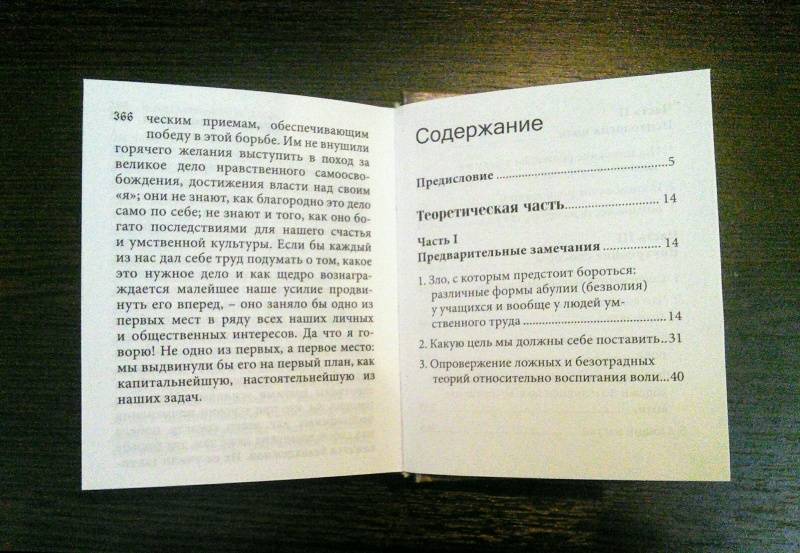 366 ческим приемам, обеспечивающим
победу в этой борьбе. Им не внушили
горячего желания выступить в поход за
великое дело нравственного самоосво-
бождения, достижения власти над своим
«я»; они не знают, как благородно это дело
само по себе; не знают и того, как оно бо-
гато последствиями для нашего счастья
и умственной культуры. Если бы каждый
из нас дал себе труд подумать о том, какое
это нужное дело и как щедро вознаграж-
дается малейшее наше усилие продви-
нуть его вперед, – оно заняло бы одно из
первых мест в ряду всех наших личных
и общественных интересов. Да что я го-
ворю! Не одно из первых, а первое место:
мы выдвинули бы его на первый план, как
капитальнейшую, настоятельнейшую из
наших задач.
Содержание
Предисловие ..................................................5
Теоретическая часть......................... 14
Часть I
Предварительные замечания ............... 14
1. Зло, с которым предстоит бороться:
различные формы абулии (безволия)
у учащихся и вообще у людей ум-
ственного труда ........................................14
2. Какую цель мы должны себе поставить..31
3. Опровержение ложных и безотрадных
теорий относительно воспитания воли...40